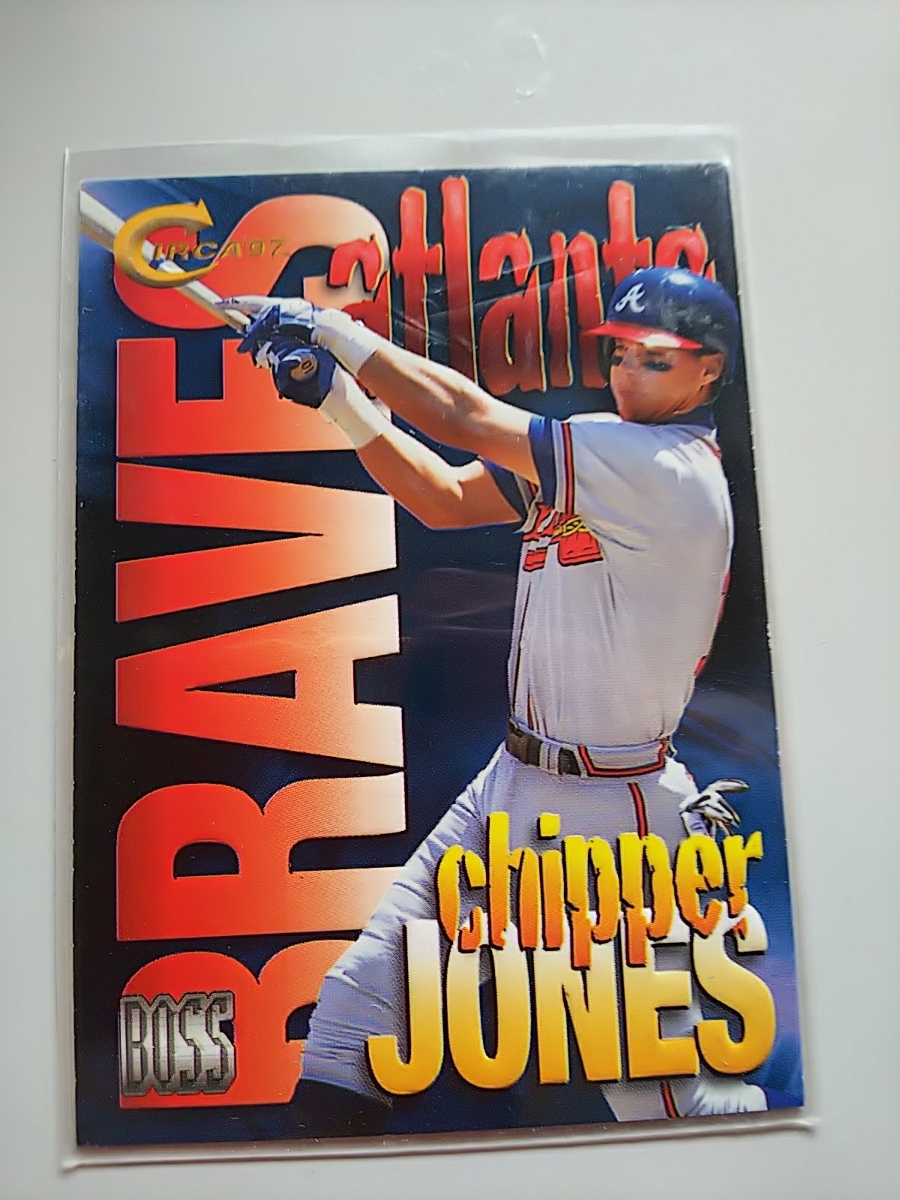 CIRCA '97
atlanta
BRAVES
A
chipper
JONES
BOSS